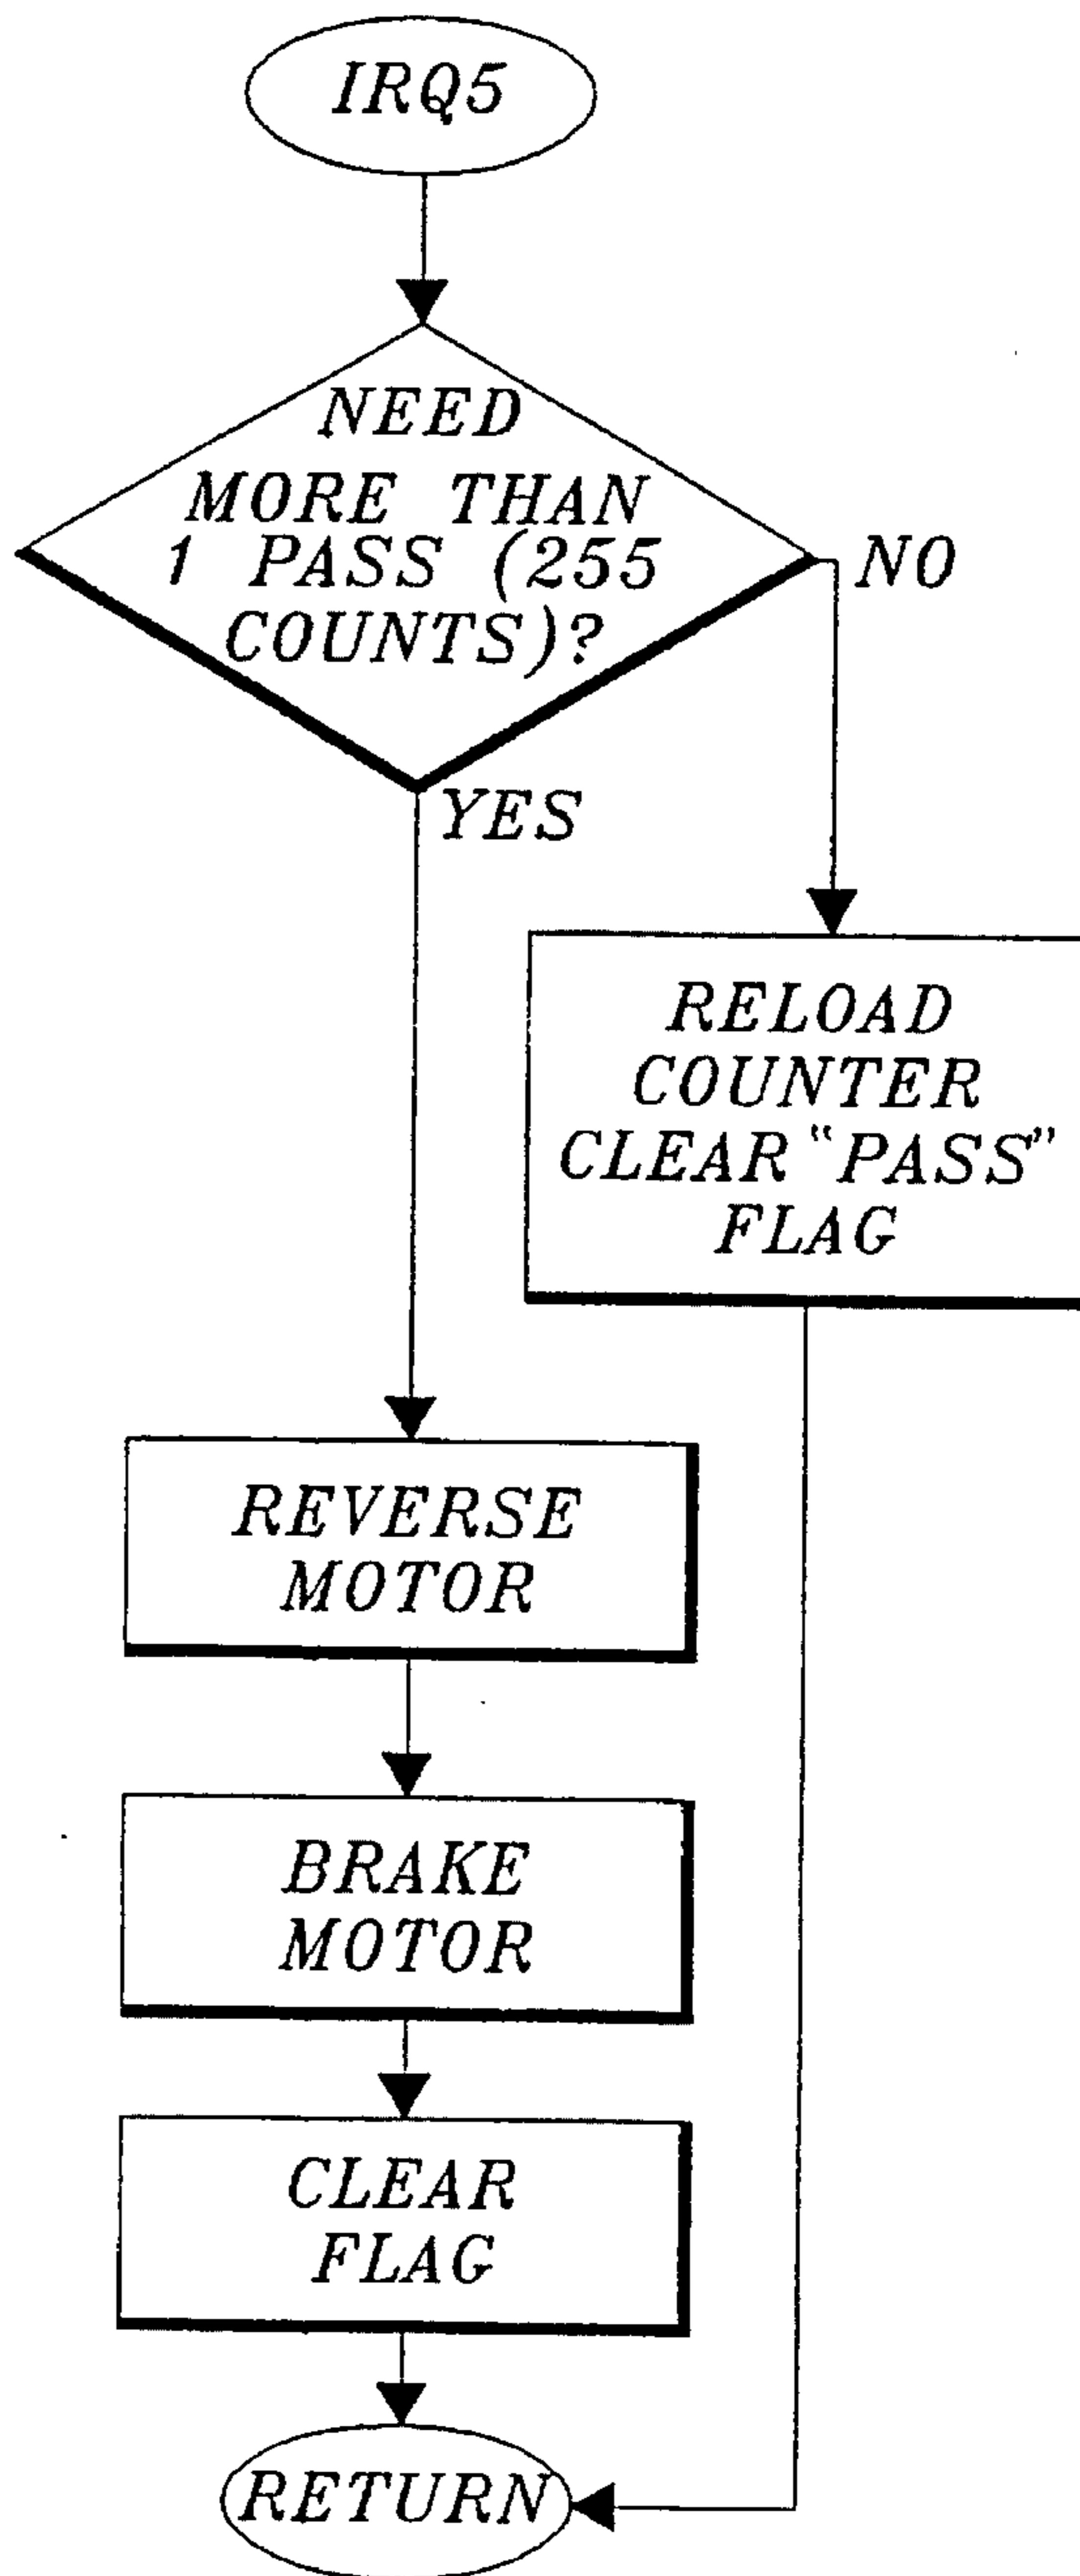 IRQ5
NEED
MORE THAN
1 PASS (255
COUNTS)?
NO
YES
RELOAD
COUNTER
CLEAR "PASS"
FLAG
REVERSE
MOTOR
BRAKE
MOTOR
CLEAR
FLAG
RETURN